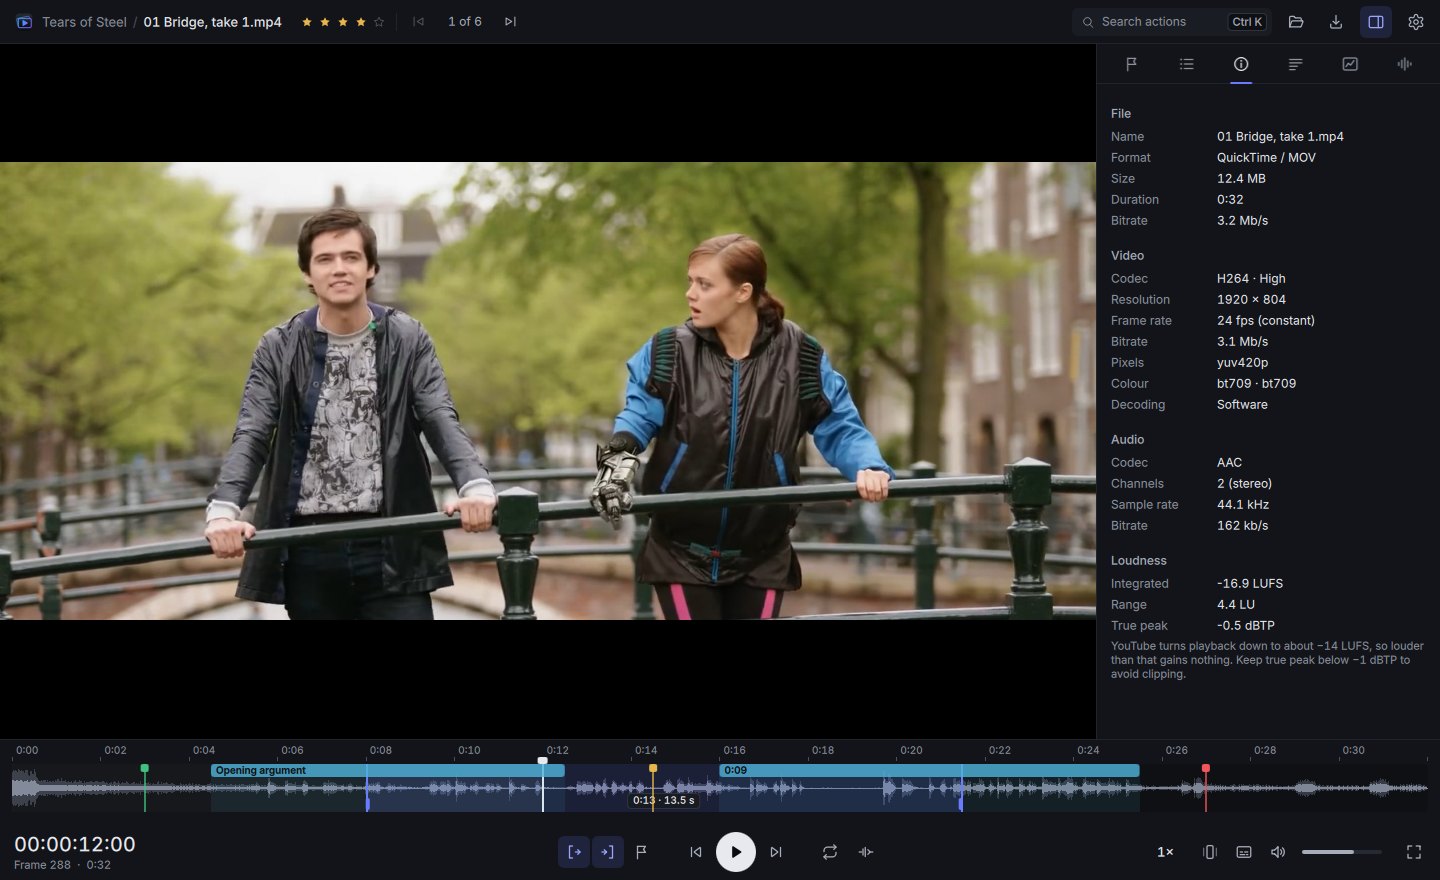 Tears of Steel / 01 Bridge, take 1.mp4
1 of 6
Search actions Ctrl K
File
Name 01 Bridge, take 1.mp4
Format QuickTime / MOV
Size 12.4 MB
Duration 0:32
Bitrate 3.2 Mb/s
Video
Codec H264 · High
Resolution 1920 × 804
Frame rate 24 fps (constant)
Bitrate 3.1 Mb/s
Pixels yuv420p
Colour bt709 · bt709
Decoding Software
Audio
Codec AAC
Channels 2 (stereo)
Sample rate 44.1 kHz
Bitrate 162 kb/s
Loudness
Integrated -16.9 LUFS
Range 4.4 LU
True peak -0.5 dBTP
YouTube turns playback down to about −14 LUFS, so louder
than that gains nothing. Keep true peak below −1 dBTP to
avoid clipping.
0:00 0:02 0:04 0:06 0:08 0:10 0:12 0:14 0:16 0:18 0:20 0:22 0:24 0:26 0:28 0:30
Opening argument 0:09
0:13 · 13.5 s
00:00:12:00
Frame 288 · 0:32
1×